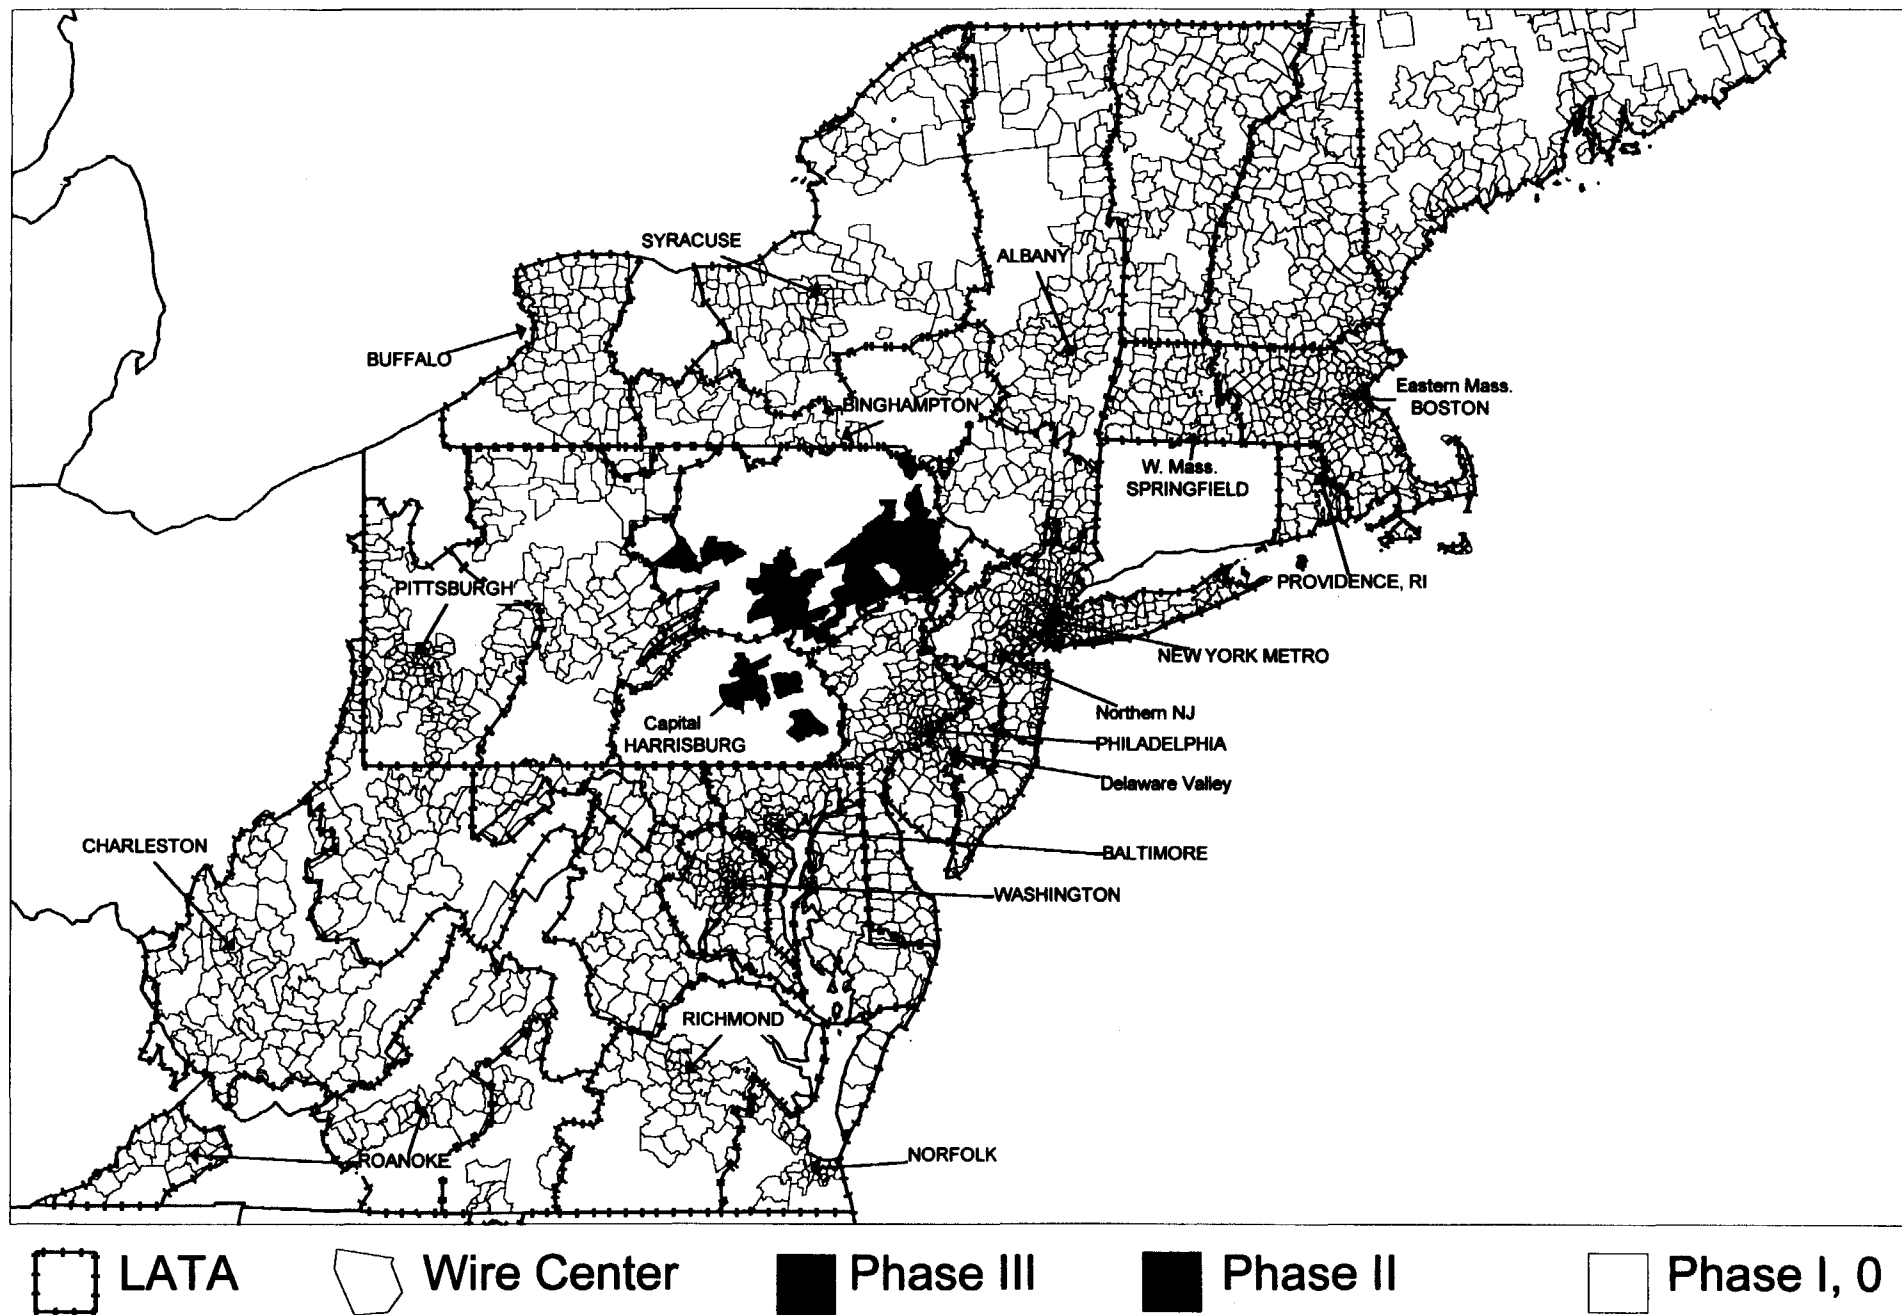 SYRACUSE
ALBANY
BUFFALO
BINGHAMPTON
Eastern Mass.
BOSTON
W. Mass.
SPRINGFIELD
PITTSBURGH
PROVIDENCE, RI
NEW YORK METRO
Northern NJ
Capital
HARRISBURG
PHILADELPHIA
Delaware Valley
CHARLESTON
BALTIMORE
WASHINGTON
RICHMOND
ROANOKE
NORFOLK
LATA Wire Center Phase III Phase II Phase I, 0